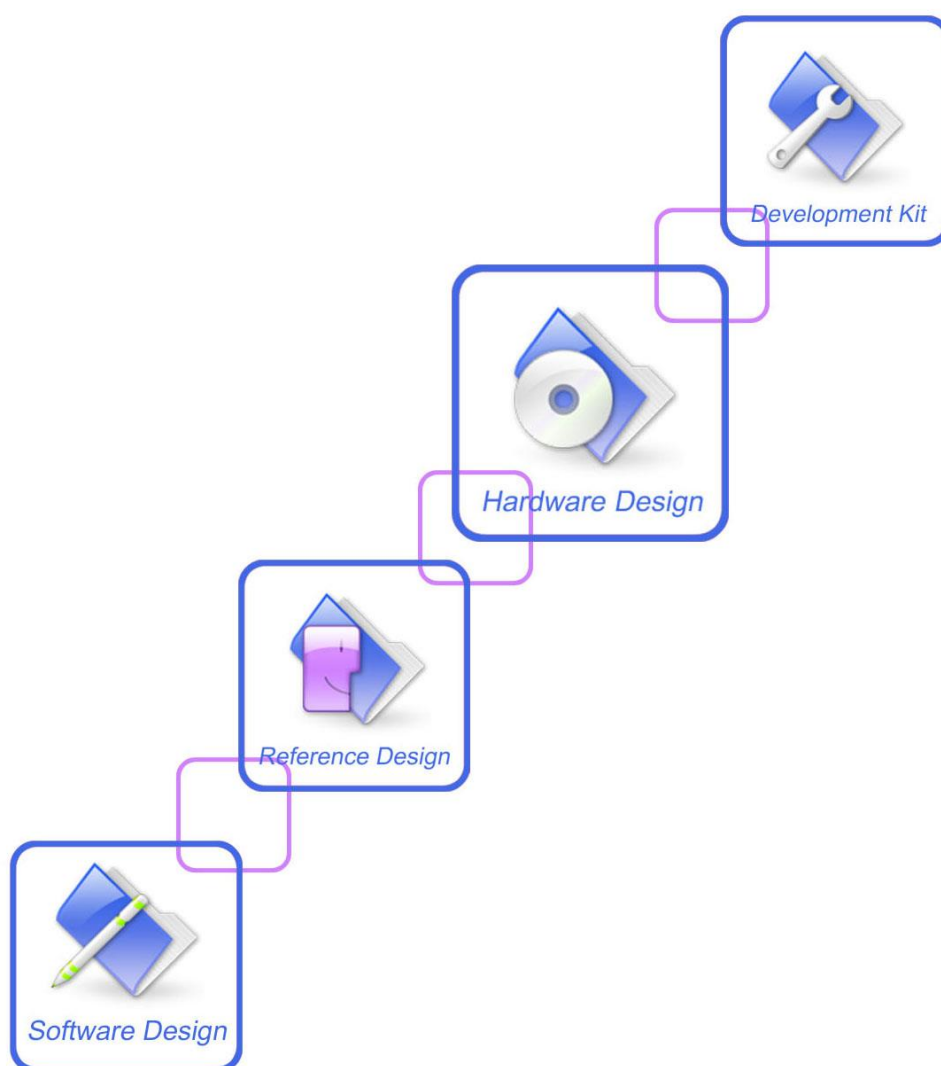 Development Kit
Hardware Design
Reference Design
Software Design